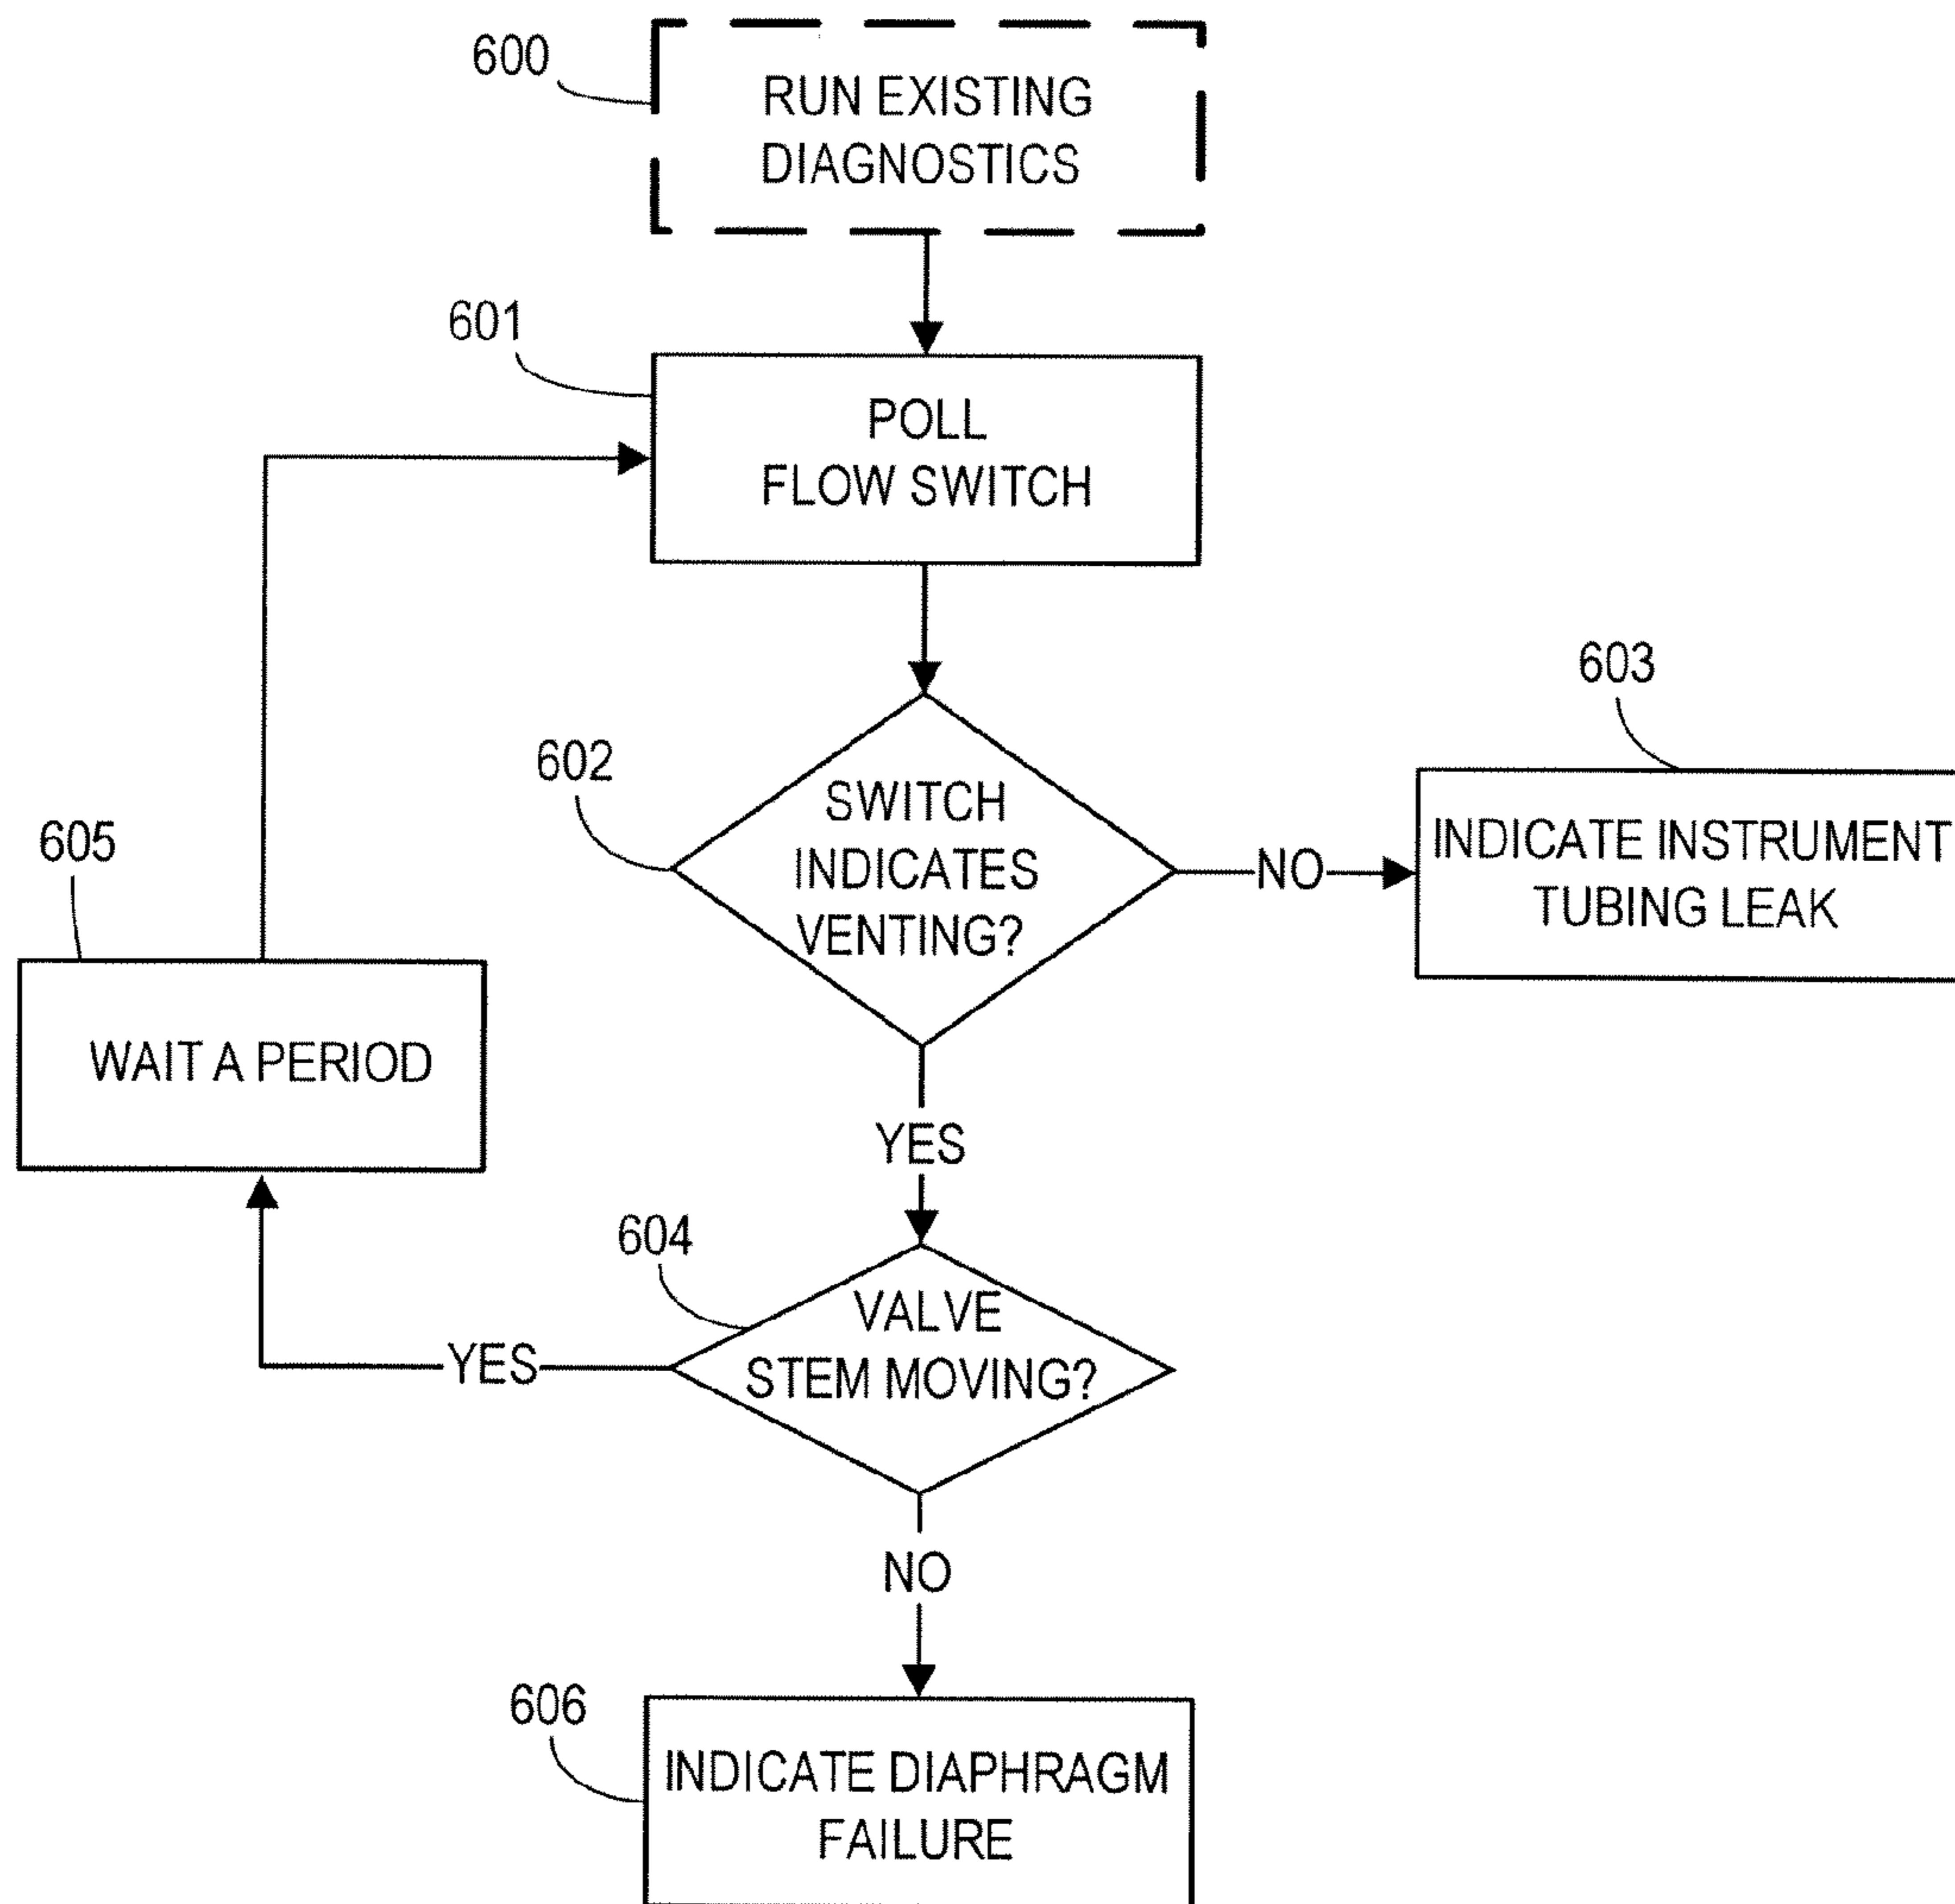 600
RUN EXISTING
DIAGNOSTICS
601
POLL
FLOW SWITCH
602
SWITCH
INDICATES
VENTING?
NO
603
INDICATE INSTRUMENT
TUBING LEAK
605
WAIT A PERIOD
YES
604
VALVE
STEM MOVING?
YES
NO
606
INDICATE DIAPHRAGM
FAILURE